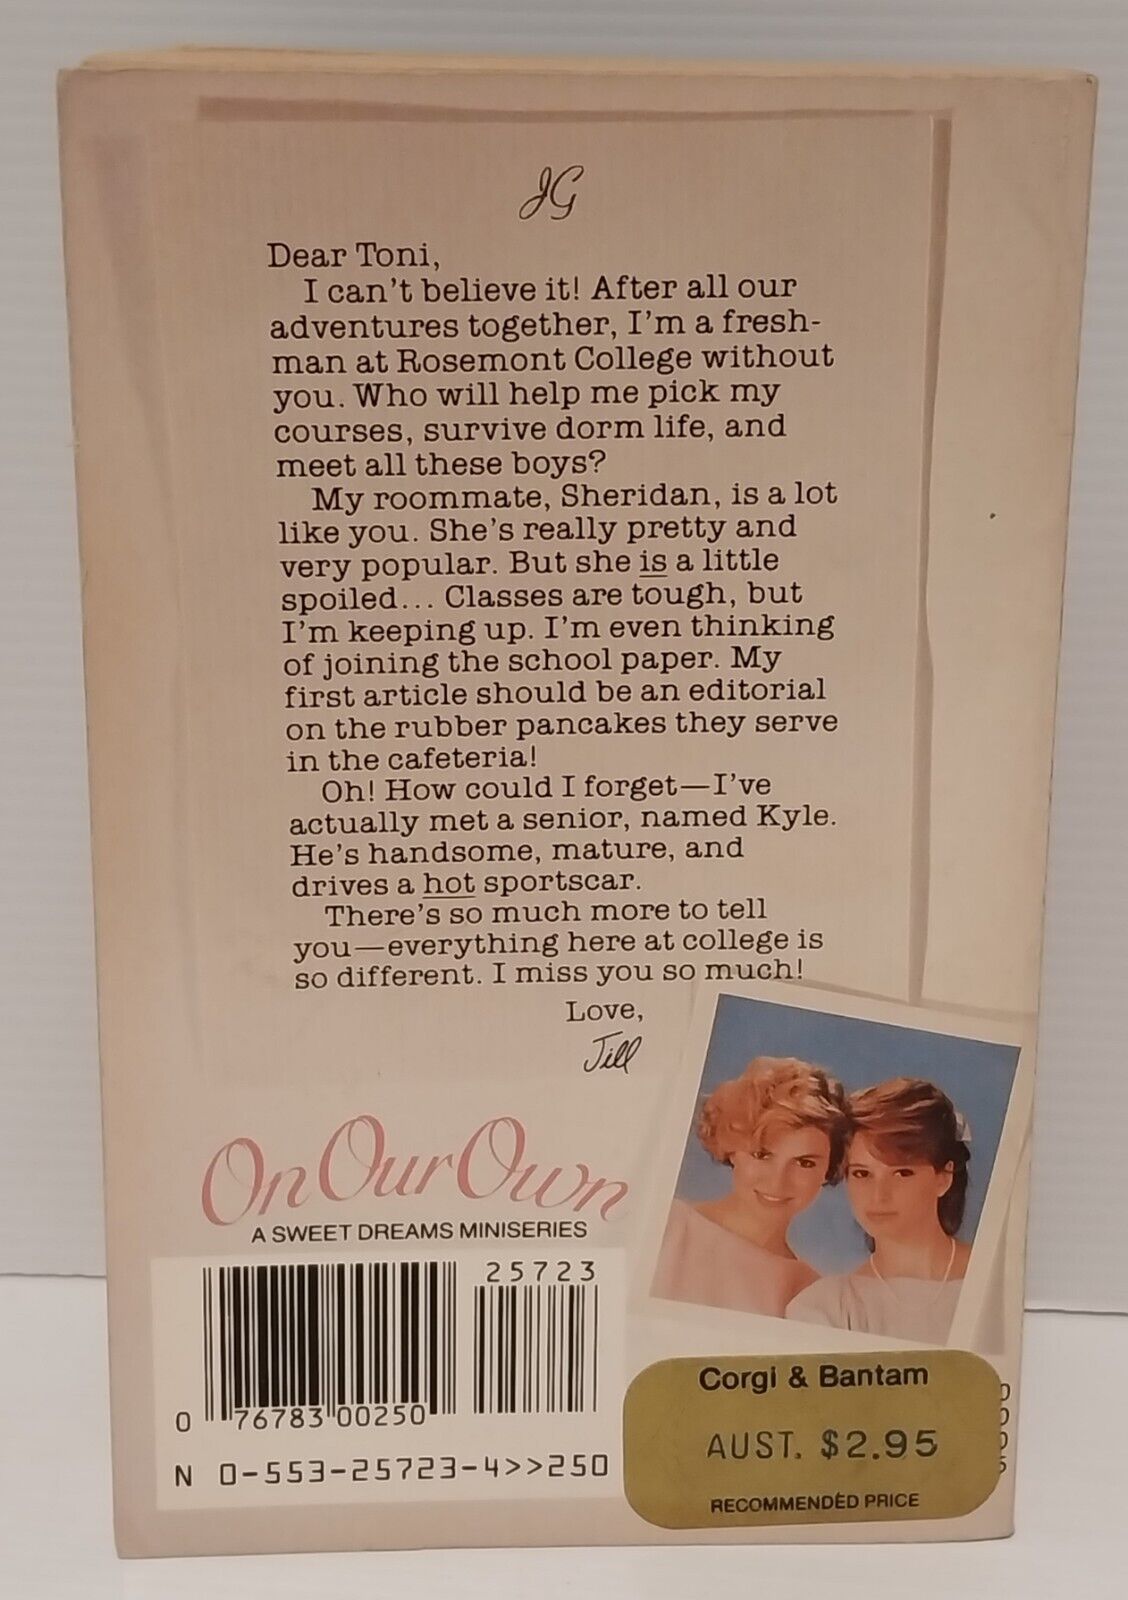 JG
Dear Toni,
I can't believe it! After all our
adventures together, I'm a fresh-
man at Rosemont College without
you. Who will help me pick my
courses, survive dorm life, and
meet all these boys?
My roommate, Sheridan, is a lot
like you. She's really pretty and
very popular. But she is a little
spoiled... Classes are tough, but
I'm keeping up. I'm even thinking
of joining the school paper. My
first article should be an editorial
on the rubber pancakes they serve
in the cafeteria!
Oh! How could I forget—I've
actually met a senior, named Kyle.
He's handsome, mature, and
drives a hot sportscar.
There's so much more to tell
you—everything here at college is
so different. I miss you so much!
Love,
Jill
On Our Own
A SWEET DREAMS MINISERIES
25723
0 76783 00250
N 0-553-25723-4>>250
Corgi & Bantam
AUST. $2.95
RECOMMENDED PRICE